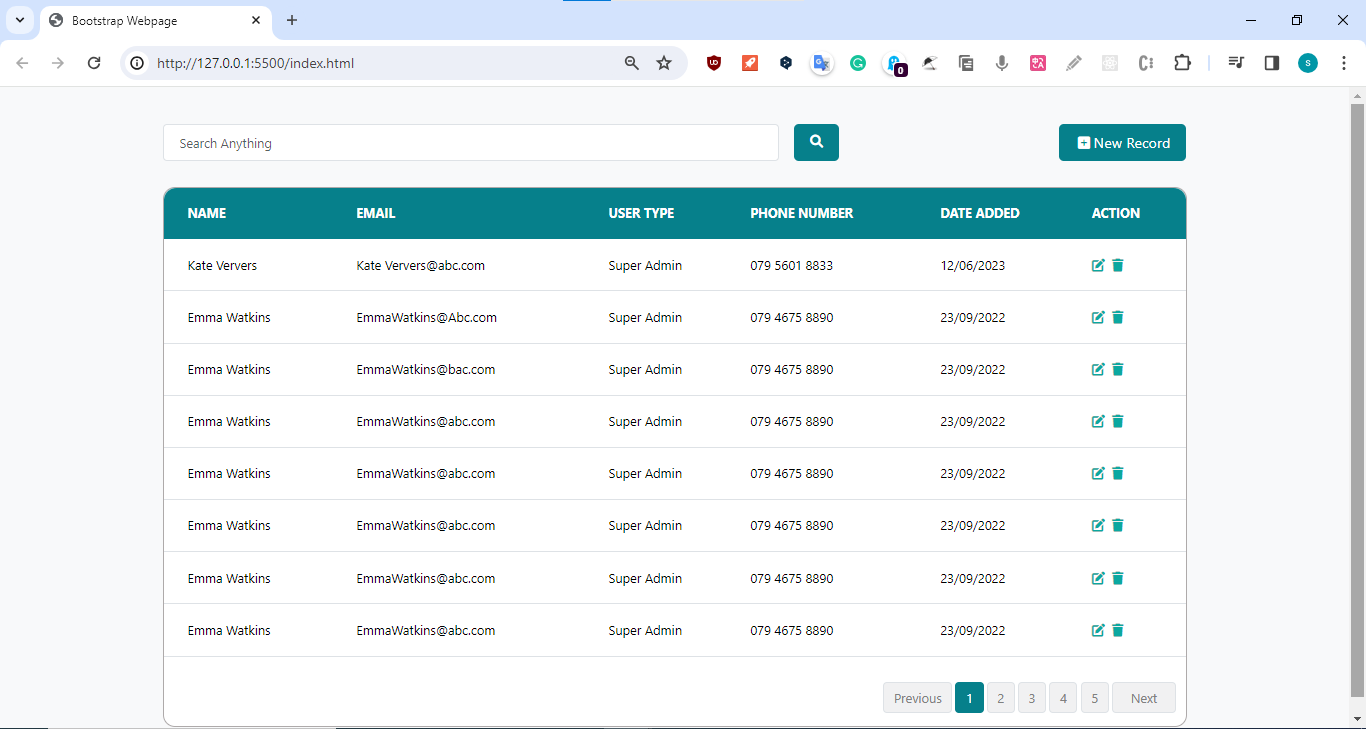 Bootstrap Webpage
http://127.0.0.1:5500/index.html
0
s
Search Anything
New Record
NAME EMAIL USER TYPE PHONE NUMBER DATE ADDED ACTION
Kate Ververs Kate Ververs@abc.com Super Admin 079 5601 8833 12/06/2023
Emma Watkins EmmaWatkins@Abc.com Super Admin 079 4675 8890 23/09/2022
Emma Watkins EmmaWatkins@bac.com Super Admin 079 4675 8890 23/09/2022
Emma Watkins EmmaWatkins@abc.com Super Admin 079 4675 8890 23/09/2022
Emma Watkins EmmaWatkins@abc.com Super Admin 079 4675 8890 23/09/2022
Emma Watkins EmmaWatkins@abc.com Super Admin 079 4675 8890 23/09/2022
Emma Watkins EmmaWatkins@abc.com Super Admin 079 4675 8890 23/09/2022
Emma Watkins EmmaWatkins@abc.com Super Admin 079 4675 8890 23/09/2022
Previous 1 2 3 4 5 Next